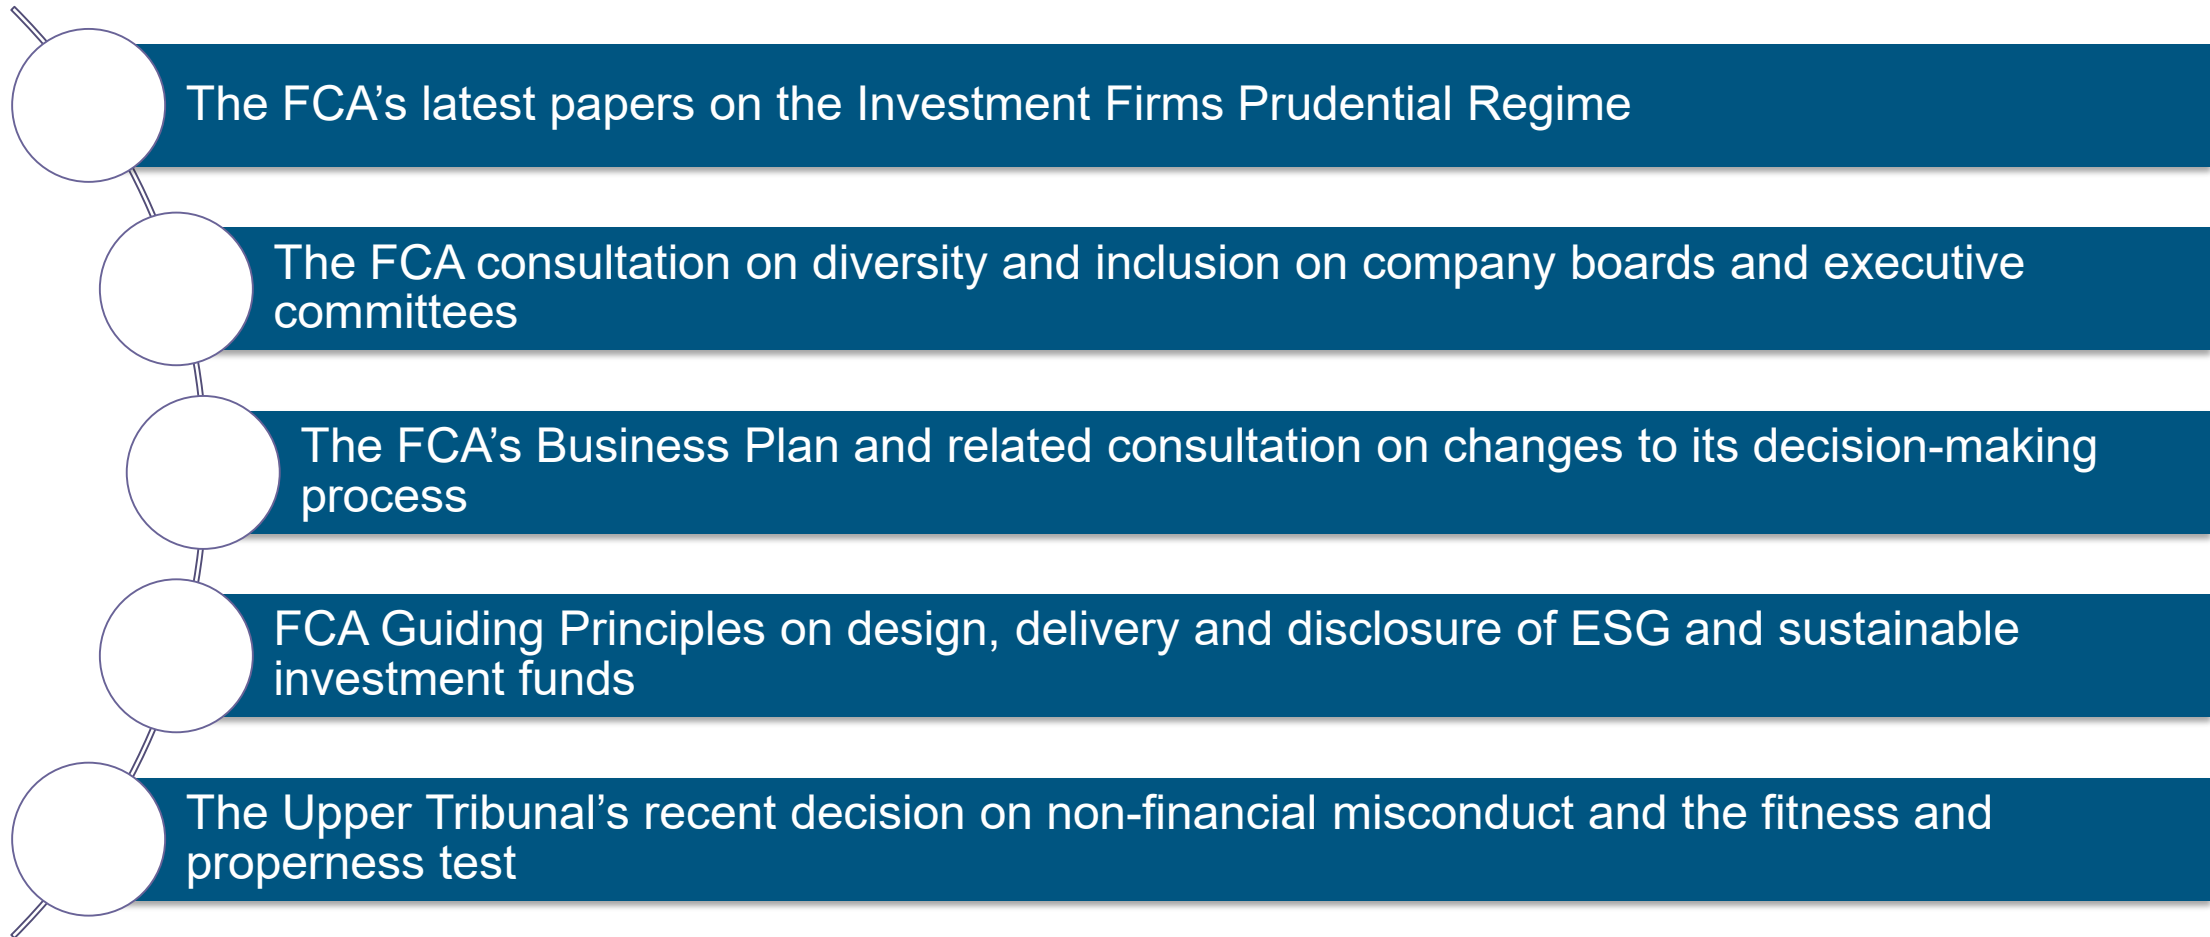 The FCA’s latest papers on the Investment Firms Prudential Regime
The FCA consultation on diversity and inclusion on company boards and executive
committees
The FCA’s Business Plan and related consultation on changes to its decision-making
process
FCA Guiding Principles on design, delivery and disclosure of ESG and sustainable
investment funds
The Upper Tribunal’s recent decision on non-financial misconduct and the fitness and
properness test